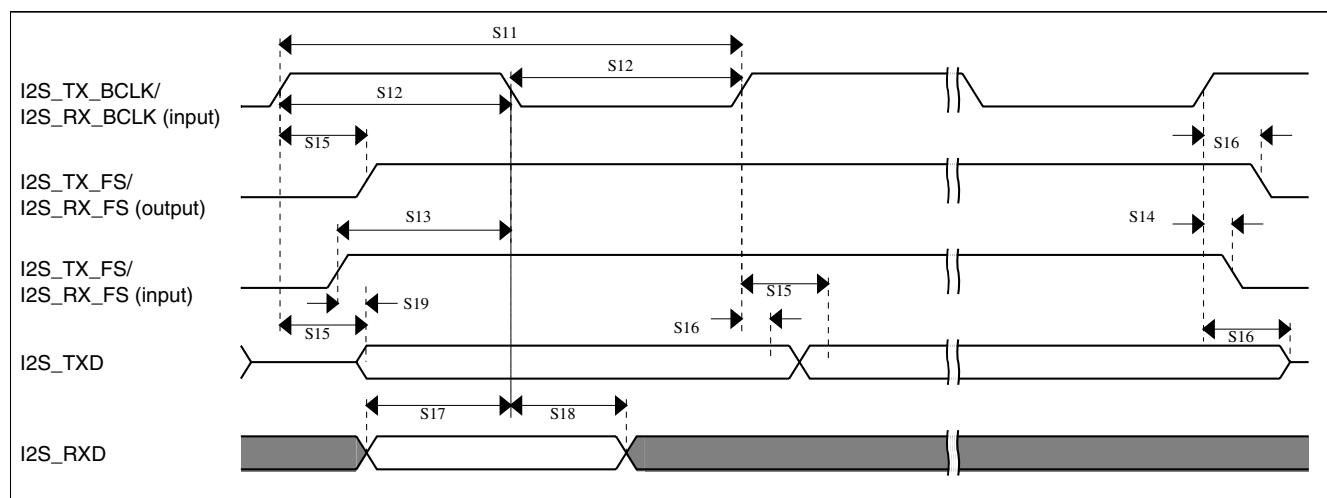 S11
I2S_TX_BCLK/
I2S_RX_BCLK (input)
S12
S12
S15
S16
I2S_TX_FS/
I2S_RX_FS (output)
S13
S14
I2S_TX_FS/
I2S_RX_FS (input)
S15
S19
S16
S15
S16
I2S_TXD
S17
S18
I2S_RXD